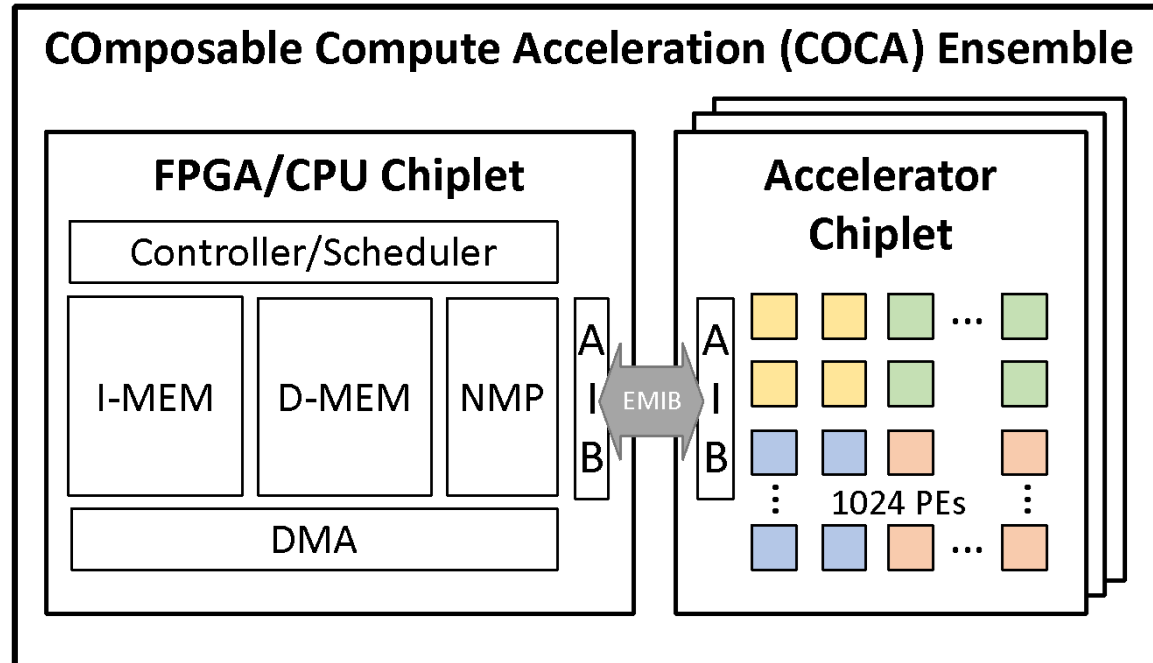 COmposable Compute Acceleration (COCA) Ensemble
FPGA/CPU Chiplet
Controller/Scheduler
I-MEM
D-MEM
NMP
A
I
B
DMA
EMIB
Accelerator
Chiplet
A
I
B
...
...
1024 PEs
...
...